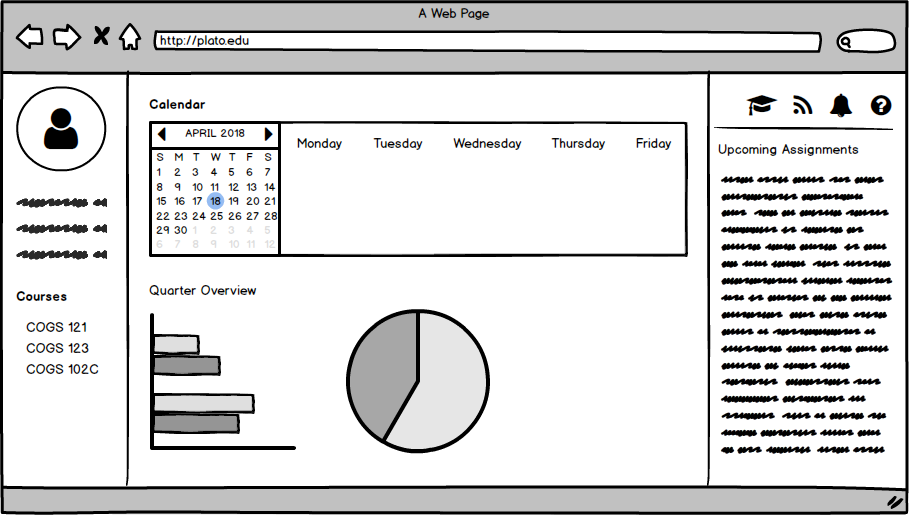 A Web Page
http://plato.edu
Courses
COGS 121
COGS 123
COGS 102C
Calendar
APRIL 2018
S M T W T F S
1 2 3 4 5 6 7
8 9 10 11 12 13 14
15 16 17 18 19 20 21
22 23 24 25 26 27 28
29 30 1 2 3 4 5
6 7 8 9 10 11 12
Monday Tuesday Wednesday Thursday Friday
Quarter Overview
?
Upcoming Assignments